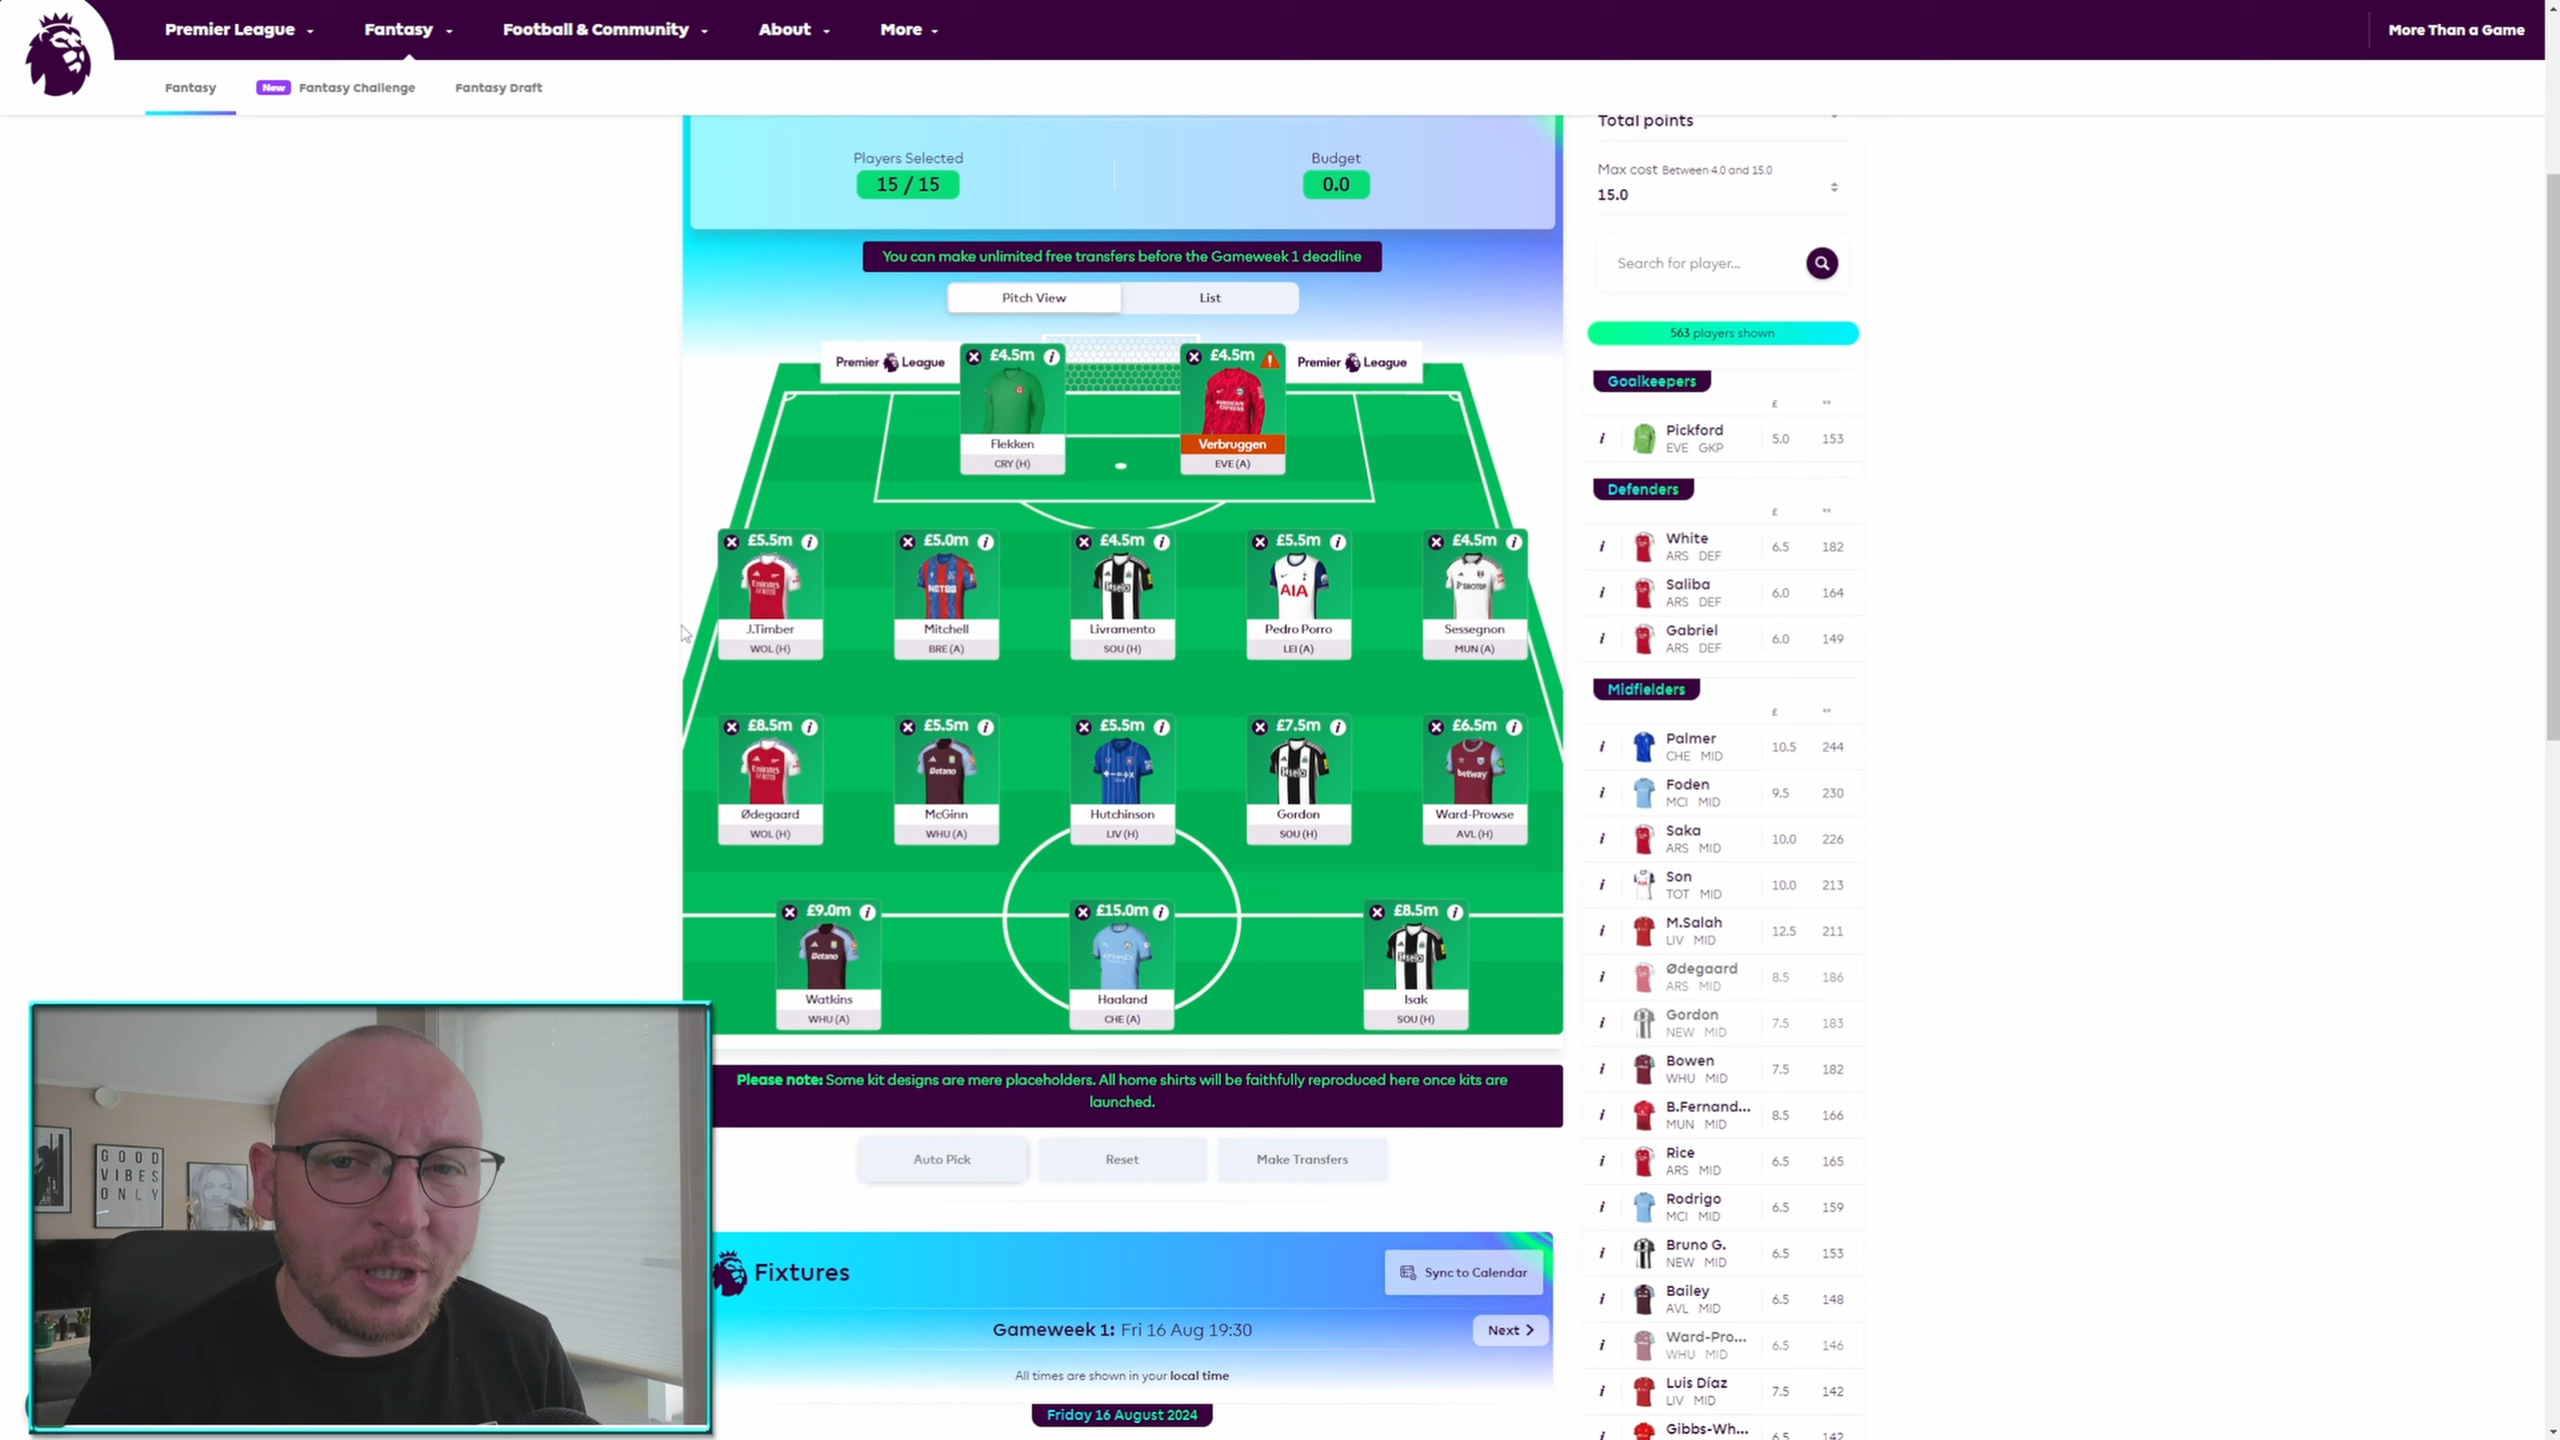 Premier League
Fantasy
Football & Community
About
More
More Than a Game
Fantasy
New
Fantasy Challenge
Fantasy Draft
Players Selected
15 / 15
Budget
0.0
You can make unlimited free transfers before the Gameweek 1 deadline
Pitch View
List
Premier League
Premier League
£4.5m
Flekken
CRY (H)
£4.5m
Verbruggen
EVE (A)
£5.5m
J.Timber
WOL (H)
£5.0m
Mitchell
BRE (A)
£4.5m
Livramento
SOU (H)
£5.5m
AIA
Pedro Porro
LEI (A)
£4.5m
Sessegnon
MUN (A)
£8.5m
Ødegaard
WOL (H)
£5.5m
Betano
McGinn
WHU (A)
£5.5m
Hutchinson
LIV (H)
£7.5m
Gordon
SOU (H)
£6.5m
betway
Ward-Prowse
AVL (H)
£9.0m
Betano
Watkins
WHU (A)
£15.0m
Haaland
CHE (A)
£8.5m
Isak
SOU (H)
Please note: Some kit designs are mere placeholders. All home shirts will be faithfully reproduced here once kits are
launched.
Auto Pick
Reset
Make Transfers
Fixtures
Sync to Calendar
Gameweek 1: Fri 16 Aug 19:30
Next
All times are shown in your local time
Friday 16 August 2024
Total points
Max cost Between 4.0 and 15.0
15.0
Search for player...
563 players shown
Goalkeepers
£ **
Pickford 5.0 153
EVE GKP
Defenders
£ **
White 6.5 182
ARS DEF
Saliba 6.0 164
ARS DEF
Gabriel 6.0 149
ARS DEF
Midfielders
£ **
Palmer 10.5 244
CHE MID
Foden 9.5 230
MCI MID
Saka 10.0 226
ARS MID
Son 10.0 213
TOT MID
M.Salah 12.5 211
LIV MID
Ødegaard 8.5 186
ARS MID
Gordon 7.5 183
NEW MID
Bowen 7.5 182
WHU MID
B.Fernand... 8.5 166
MUN MID
Rice 6.5 165
ARS MID
Rodrigo 6.5 159
MCI MID
Bruno G. 6.5 153
NEW MID
Bailey 6.5 148
AVL MID
Ward-Pro... 6.5 146
WHU MID
Luis Díaz 7.5 142
LIV MID
Gibbs-Wh... 6.5 142
GOOD
VIBES
ONLY